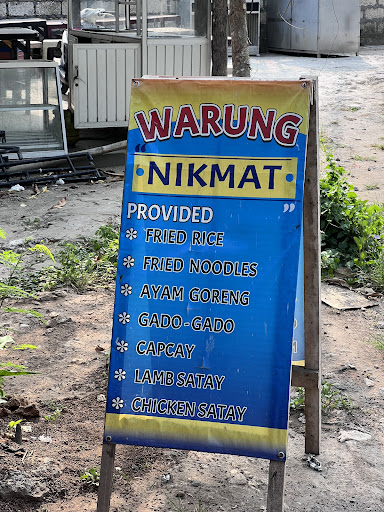 WARUNG
• NIKMAT •
PROVIDED "
* FRIED RICE
* FRIED NOODLES
* AYAM GORENG
* GADO-GADO
* CAPCAY
* LAMB SATAY
* CHICKEN SATAY